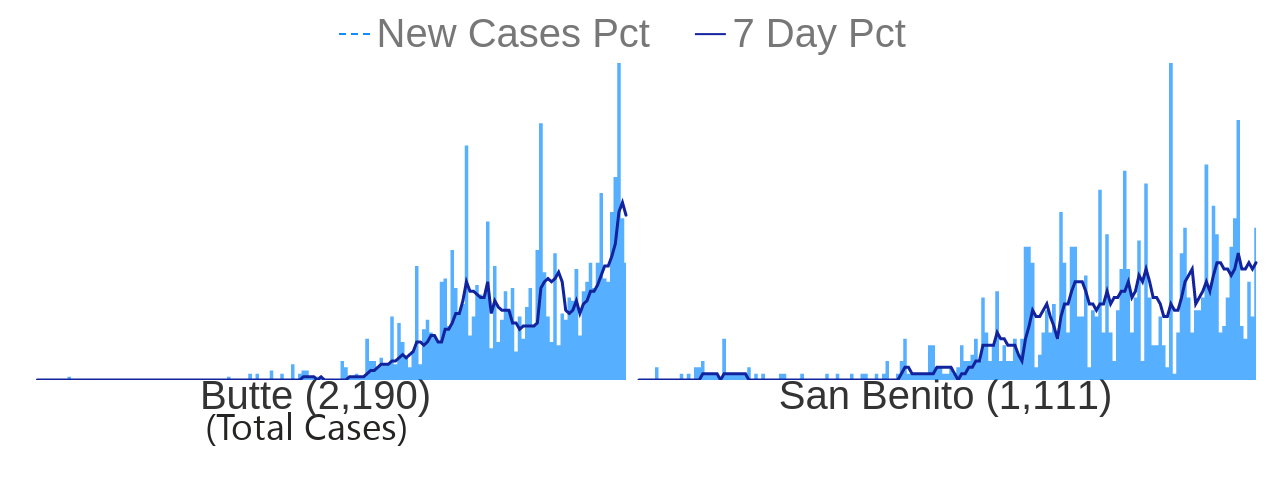 New Cases Pct 7 Day Pct
Butte (2,190) San Benito (1,111)
(Total Cases)